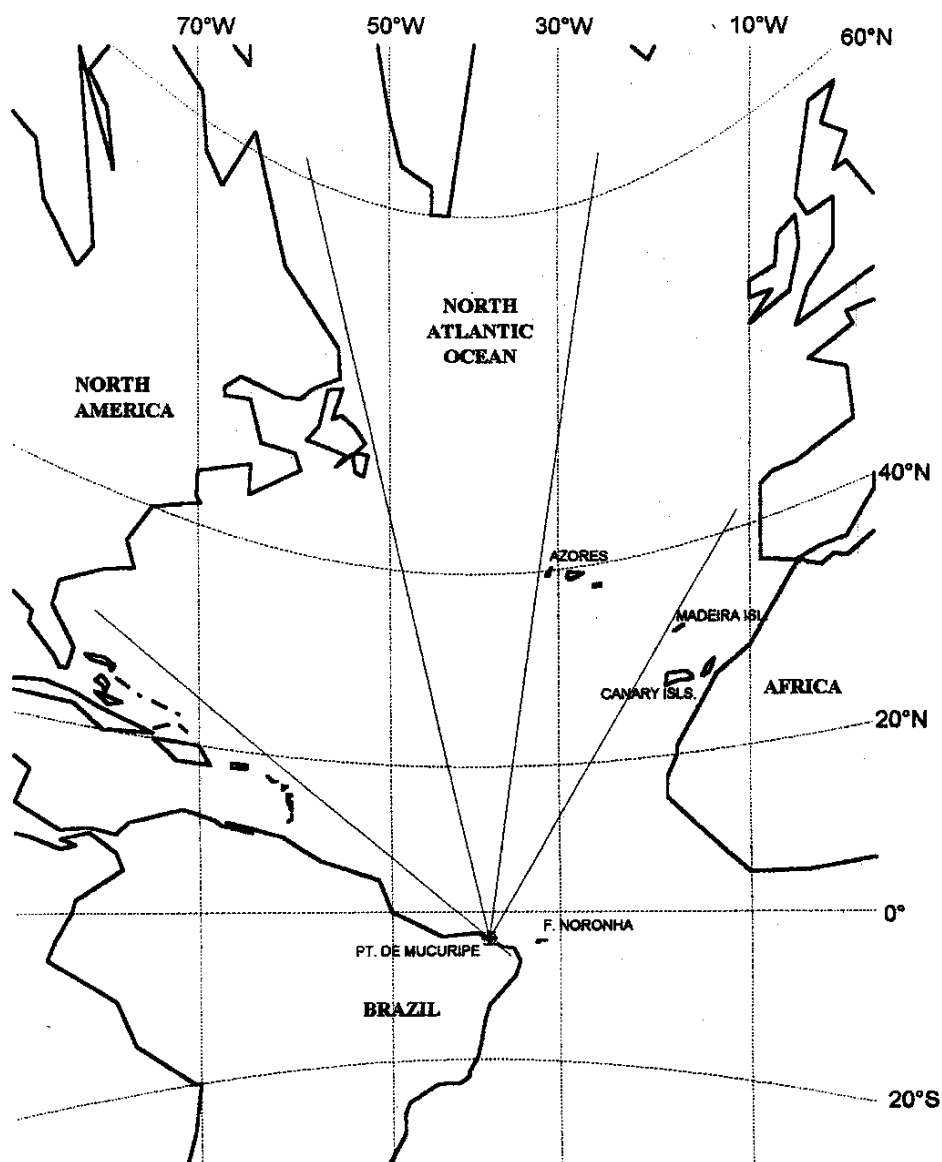 70°W
50°W
30°W
10°W
60°N
NORTH
ATLANTIC
OCEAN
NORTH
AMERICA
40°N
AZORES
MADEIRA ISL.
CANARY ISLS.
AFRICA
20°N
0°
F. NORONHA
PT. DE MUCURIPE
BRAZIL
20°S